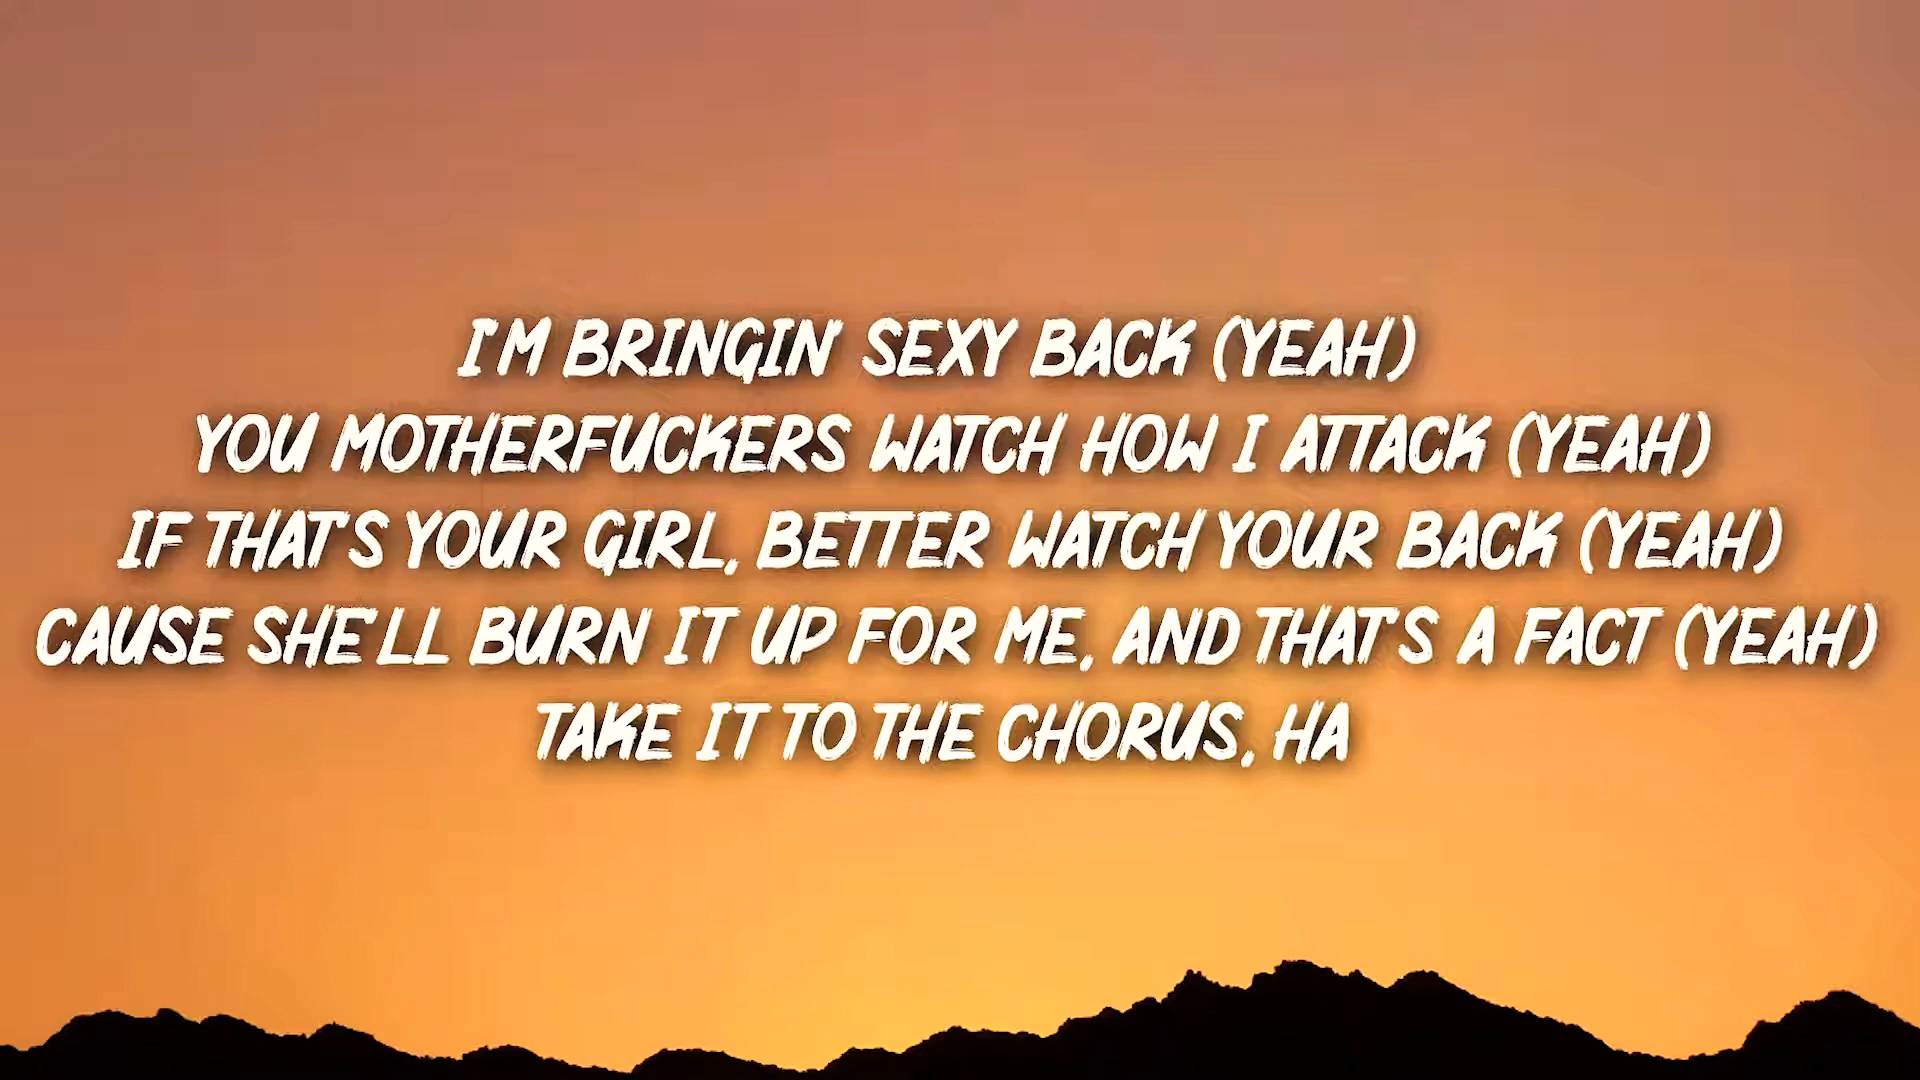 I'M BRINGIN' SEXY BACK (YEAH)
YOU MOTHERFUCKERS WATCH HOW I ATTACK (YEAH)
IF THAT'S YOUR GIRL, BETTER WATCH YOUR BACK (YEAH)
CAUSE SHE'LL BURN IT UP FOR ME, AND THAT'S A FACT (YEAH)
TAKE IT TO THE CHORUS, HA